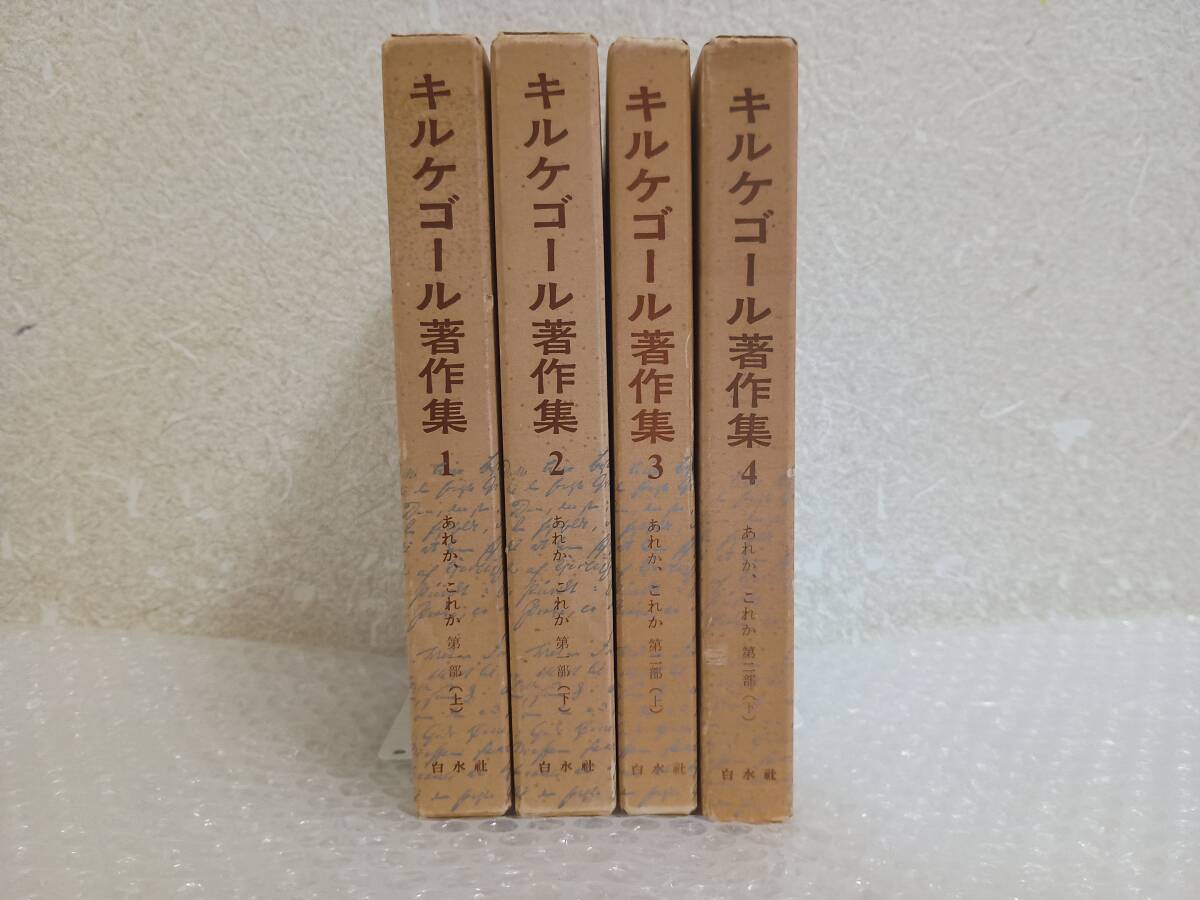 キルケゴール著作集
1
あれか、これか 第一部(上)
白水社
キルケゴール著作集
2
あれか、これか 第一部(下)
白水社
キルケゴール著作集
3
あれか、これか 第二部(上)
白水社
キルケゴール著作集
4
あれか、これか 第二部(下)
白水社